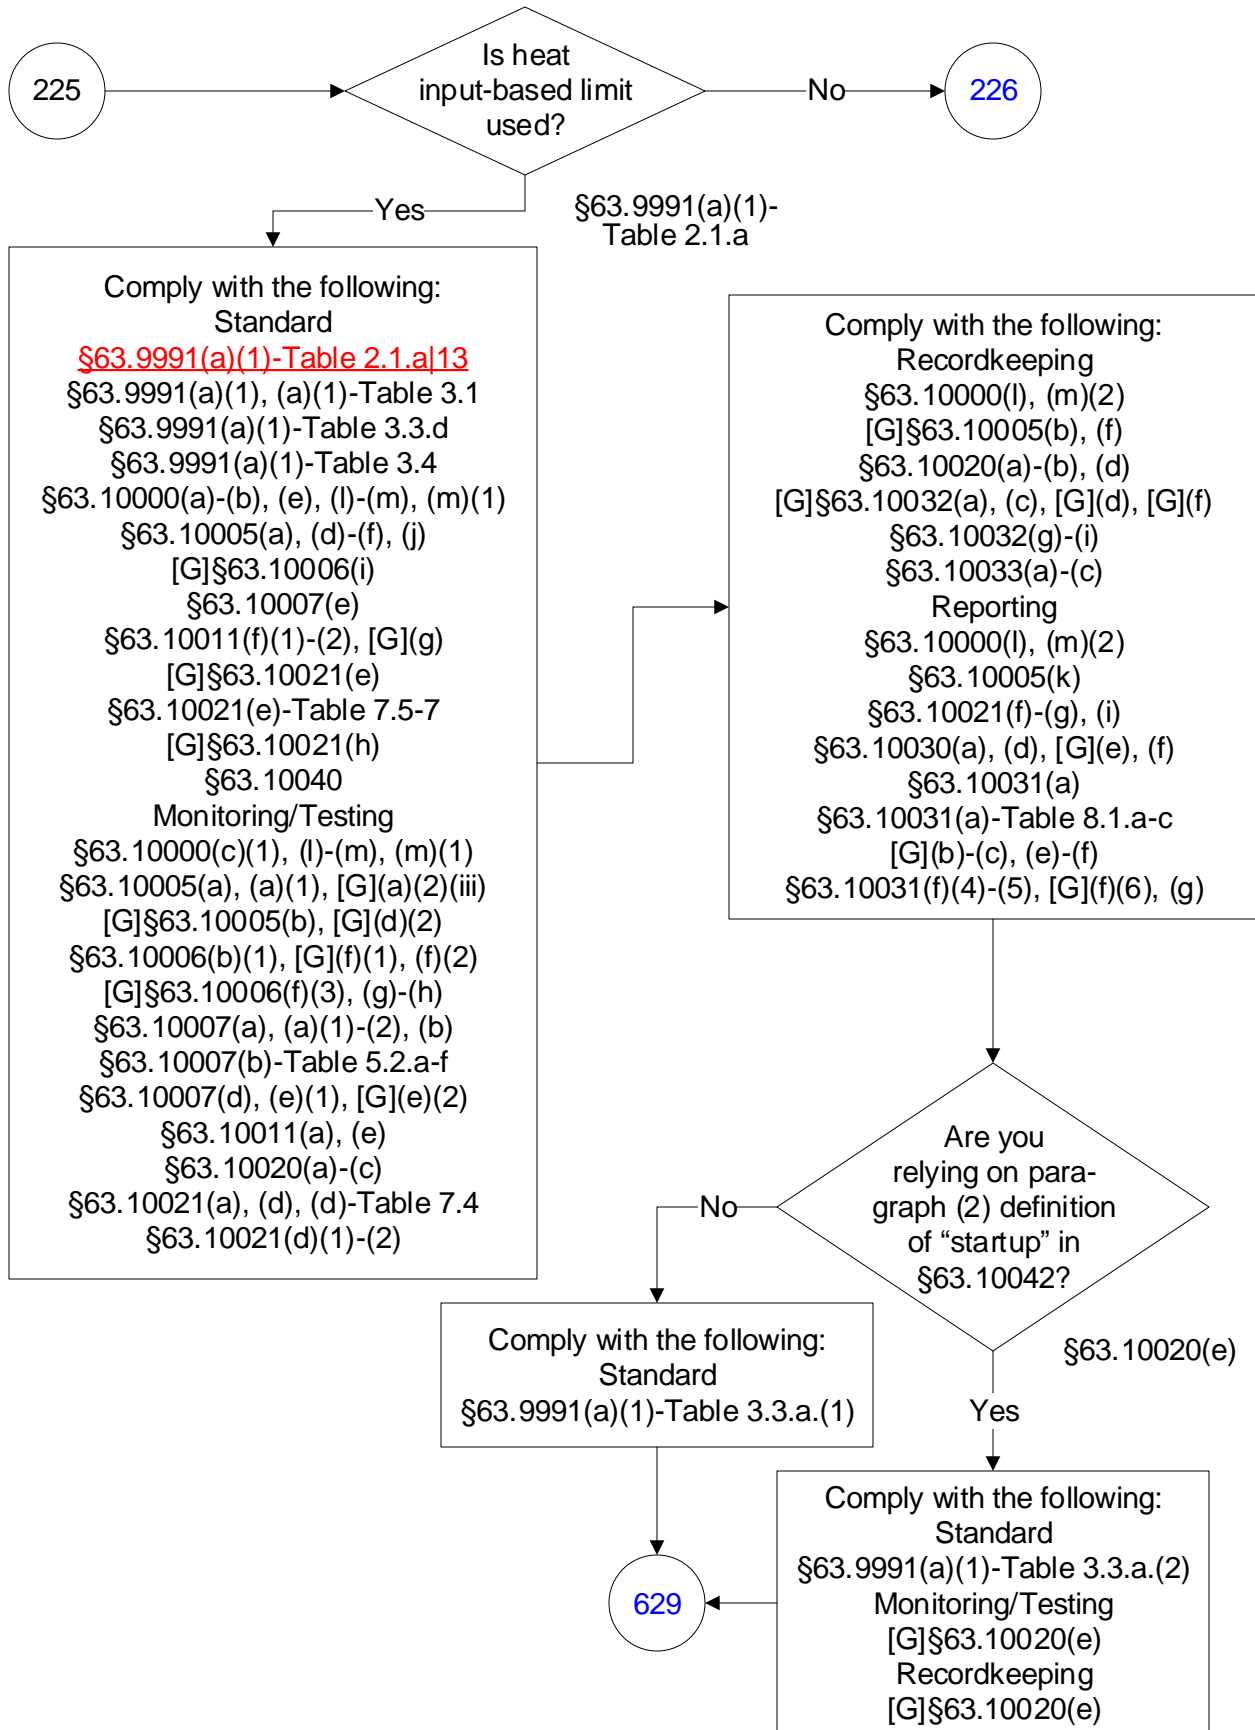 225
Is heat
input-based limit
used?
No
226
Yes
§63.9991(a)(1)-
Table 2.1.a
Comply with the following:
Standard
§63.9991(a)(1)-Table 2.1.a|13
§63.9991(a)(1), (a)(1)-Table 3.1
§63.9991(a)(1)-Table 3.3.d
§63.9991(a)(1)-Table 3.4
§63.10000(a)-(b), (e), (l)-(m), (m)(1)
§63.10005(a), (d)-(f), (j)
[G]§63.10006(i)
§63.10007(e)
§63.10011(f)(1)-(2), [G](g)
[G]§63.10021(e)
§63.10021(e)-Table 7.5-7
[G]§63.10021(h)
§63.10040
Monitoring/Testing
§63.10000(c)(1), (l)-(m), (m)(1)
§63.10005(a), (a)(1), [G](a)(2)(iii)
[G]§63.10005(b), [G](d)(2)
§63.10006(b)(1), [G](f)(1), (f)(2)
[G]§63.10006(f)(3), (g)-(h)
§63.10007(a), (a)(1)-(2), (b)
§63.10007(b)-Table 5.2.a-f
§63.10007(d), (e)(1), [G](e)(2)
§63.10011(a), (e)
§63.10020(a)-(c)
§63.10021(a), (d), (d)-Table 7.4
§63.10021(d)(1)-(2)
Comply with the following:
Recordkeeping
§63.10000(l), (m)(2)
[G]§63.10005(b), (f)
§63.10020(a)-(b), (d)
[G]§63.10032(a), (c), [G](d), [G](f)
§63.10032(g)-(i)
§63.10033(a)-(c)
Reporting
§63.10000(l), (m)(2)
§63.10005(k)
§63.10021(f)-(g), (i)
§63.10030(a), (d), [G](e), (f)
§63.10031(a)
§63.10031(a)-Table 8.1.a-c
[G](b)-(c), (e)-(f)
§63.10031(f)(4)-(5), [G](f)(6), (g)
Are you
relying on para-
graph (2) definition
of “startup” in
§63.10042?
No
§63.10020(e)
Yes
Comply with the following:
Standard
§63.9991(a)(1)-Table 3.3.a.(1)
Comply with the following:
Standard
§63.9991(a)(1)-Table 3.3.a.(2)
Monitoring/Testing
[G]§63.10020(e)
Recordkeeping
[G]§63.10020(e)
629